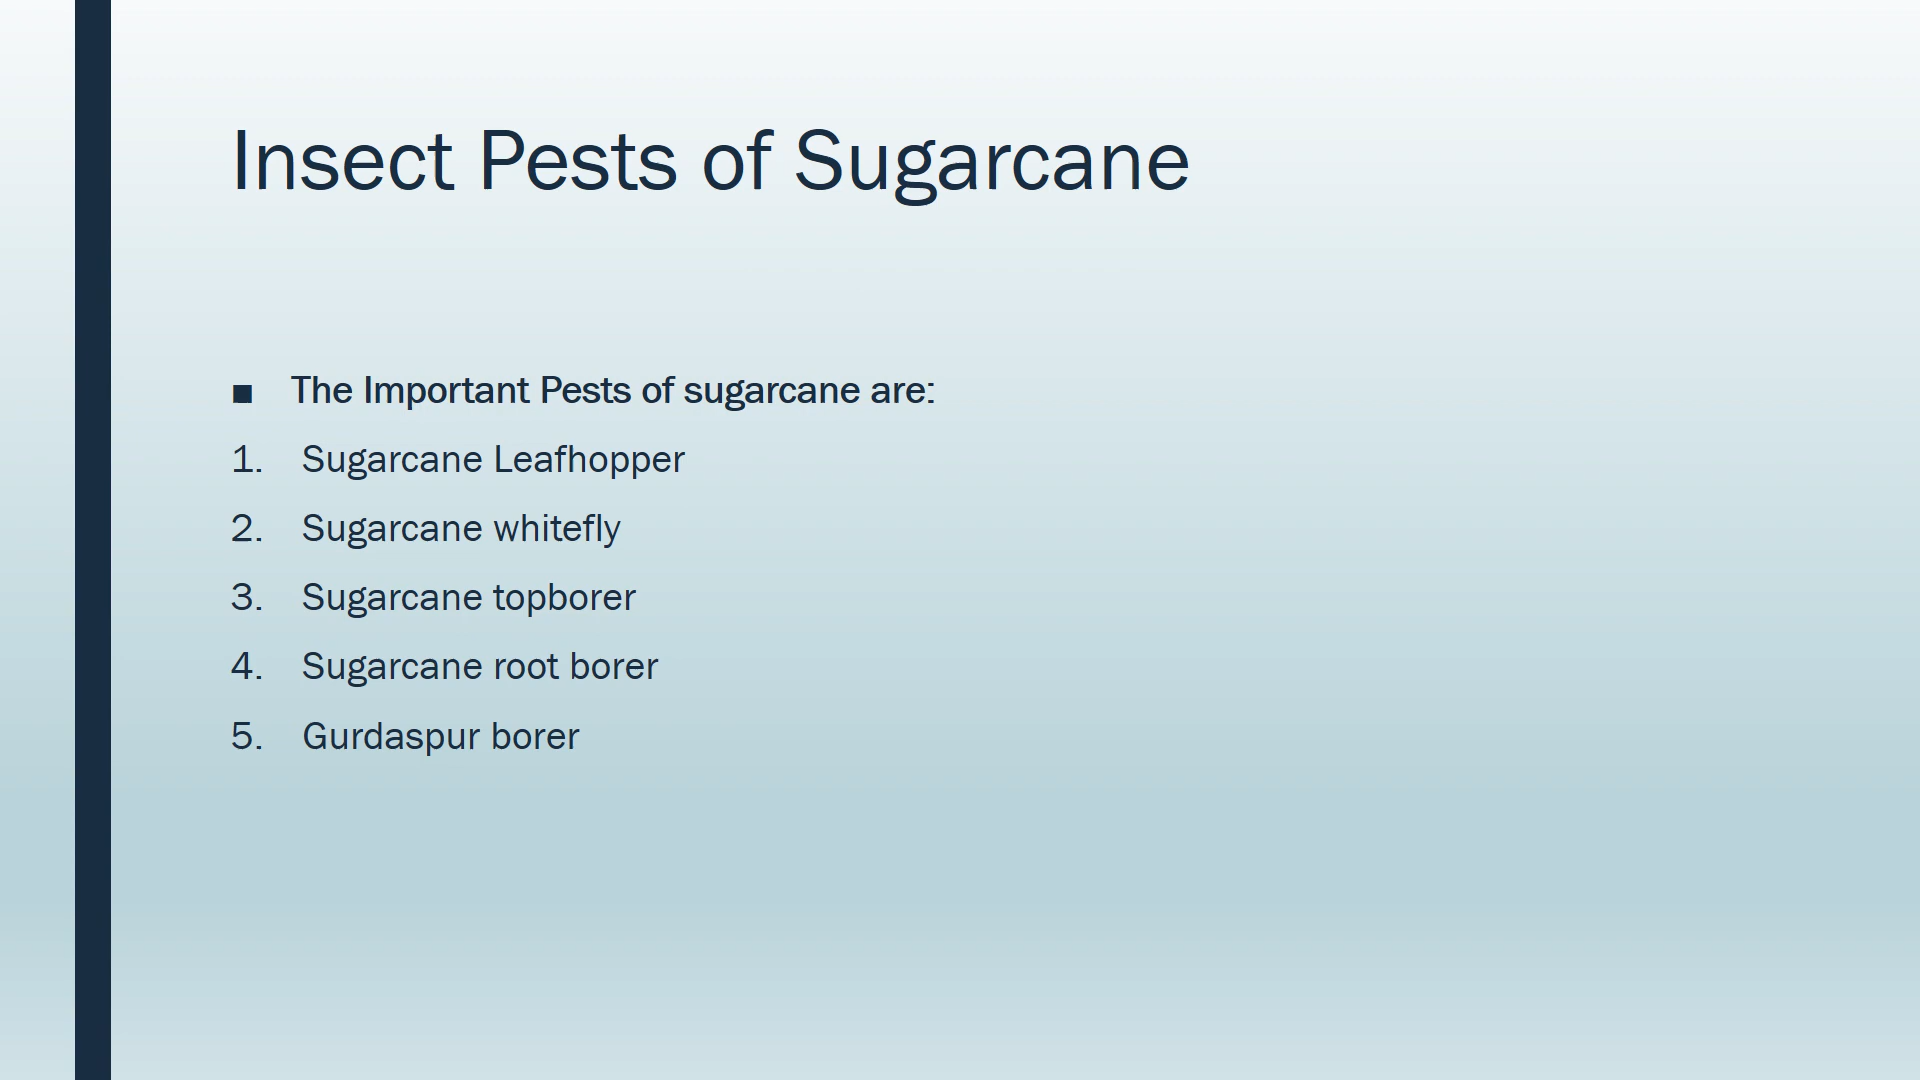 Insect Pests of Sugarcane
■ The Important Pests of sugarcane are:
1. Sugarcane Leafhopper
2. Sugarcane whitefly
3. Sugarcane topborer
4. Sugarcane root borer
5. Gurdaspur borer